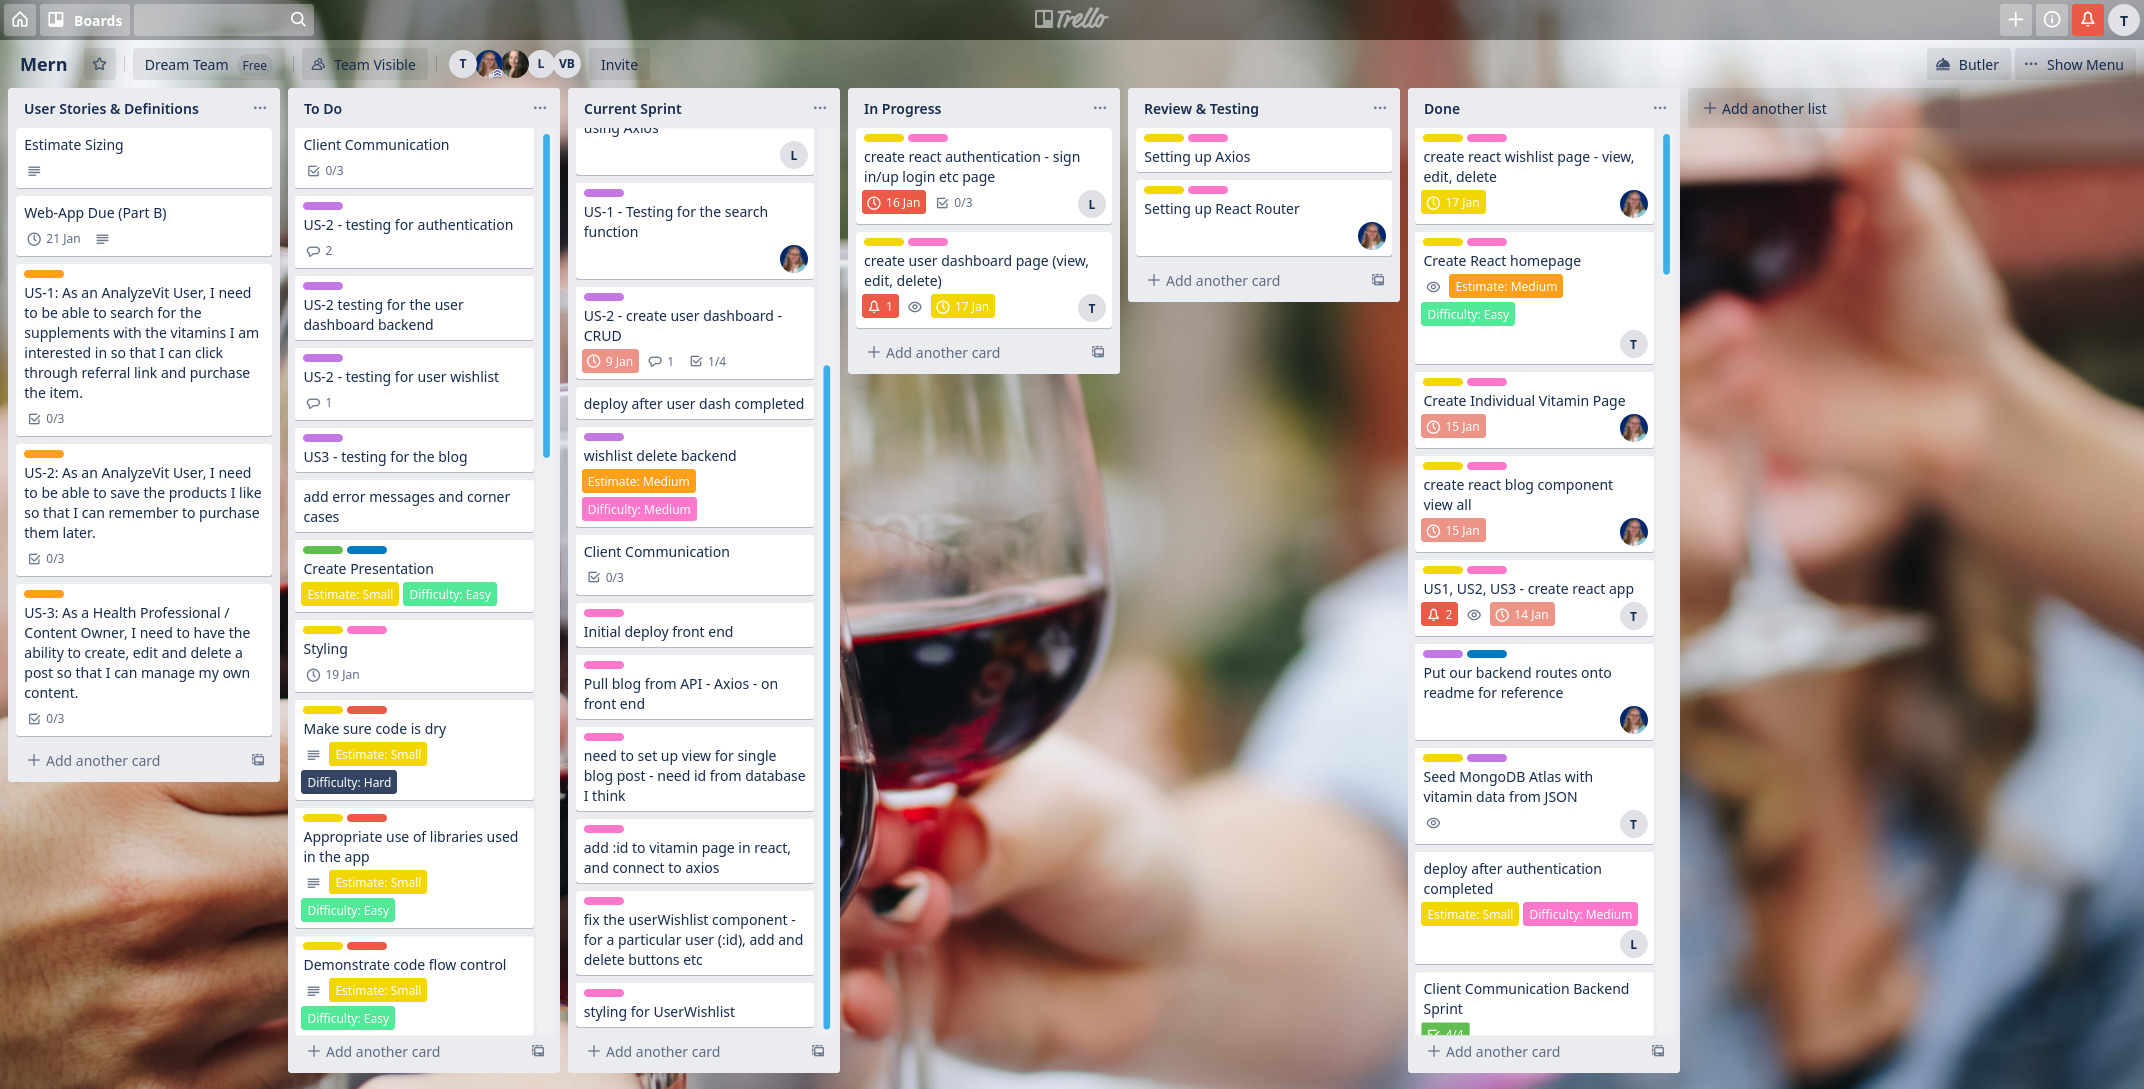 Boards
Trello
T
Mern
Dream Team Free
Team Visible
T
L
VB
Invite
Butler
Show Menu
User Stories & Definitions
Estimate Sizing
Web-App Due (Part B)
21 Jan
US-1: As an AnalyzeVit User, I need
to be able to search for the
supplements with the vitamins I am
interested in so that I can click
through referral link and purchase
the item.
0/3
US-2: As an AnalyzeVit User, I need
to be able to save the products I like
so that I can remember to purchase
them later.
0/3
US-3: As a Health Professional /
Content Owner, I need to have the
ability to create, edit and delete a
post so that I can manage my own
content.
0/3
Add another card
To Do
Client Communication
0/3
US-2 - testing for authentication
2
US-2 testing for the user
dashboard backend
US-2 - testing for user wishlist
1
US3 - testing for the blog
add error messages and corner
cases
Create Presentation
Estimate: Small Difficulty: Easy
Styling
19 Jan
Make sure code is dry
Estimate: Small
Difficulty: Hard
Appropriate use of libraries used
in the app
Estimate: Small
Difficulty: Easy
Demonstrate code flow control
Estimate: Small
Difficulty: Easy
Add another card
Current Sprint
using Axios
L
US-1 - Testing for the search
function
US-2 - create user dashboard -
CRUD
9 Jan 1 1/4
deploy after user dash completed
wishlist delete backend
Estimate: Medium
Difficulty: Medium
Client Communication
0/3
Initial deploy front end
Pull blog from API - Axios - on
front end
need to set up view for single
blog post - need id from database
I think
add :id to vitamin page in react,
and connect to axios
fix the userWishlist component -
for a particular user (:id), add and
delete buttons etc
styling for UserWishlist
Add another card
In Progress
create react authentication - sign
in/up login etc page
16 Jan 0/3 L
create user dashboard page (view,
edit, delete)
1 17 Jan T
Add another card
Review & Testing
Setting up Axios
Setting up React Router
Add another card
Done
create react wishlist page - view,
edit, delete
17 Jan
Create React homepage
Estimate: Medium
Difficulty: Easy
T
Create Individual Vitamin Page
15 Jan
create react blog component
view all
15 Jan
US1, US2, US3 - create react app
2 14 Jan T
Put our backend routes onto
readme for reference
Seed MongoDB Atlas with
vitamin data from JSON
T
deploy after authentication
completed
Estimate: Small Difficulty: Medium
L
Client Communication Backend
Sprint
4/4
Add another card
Add another list